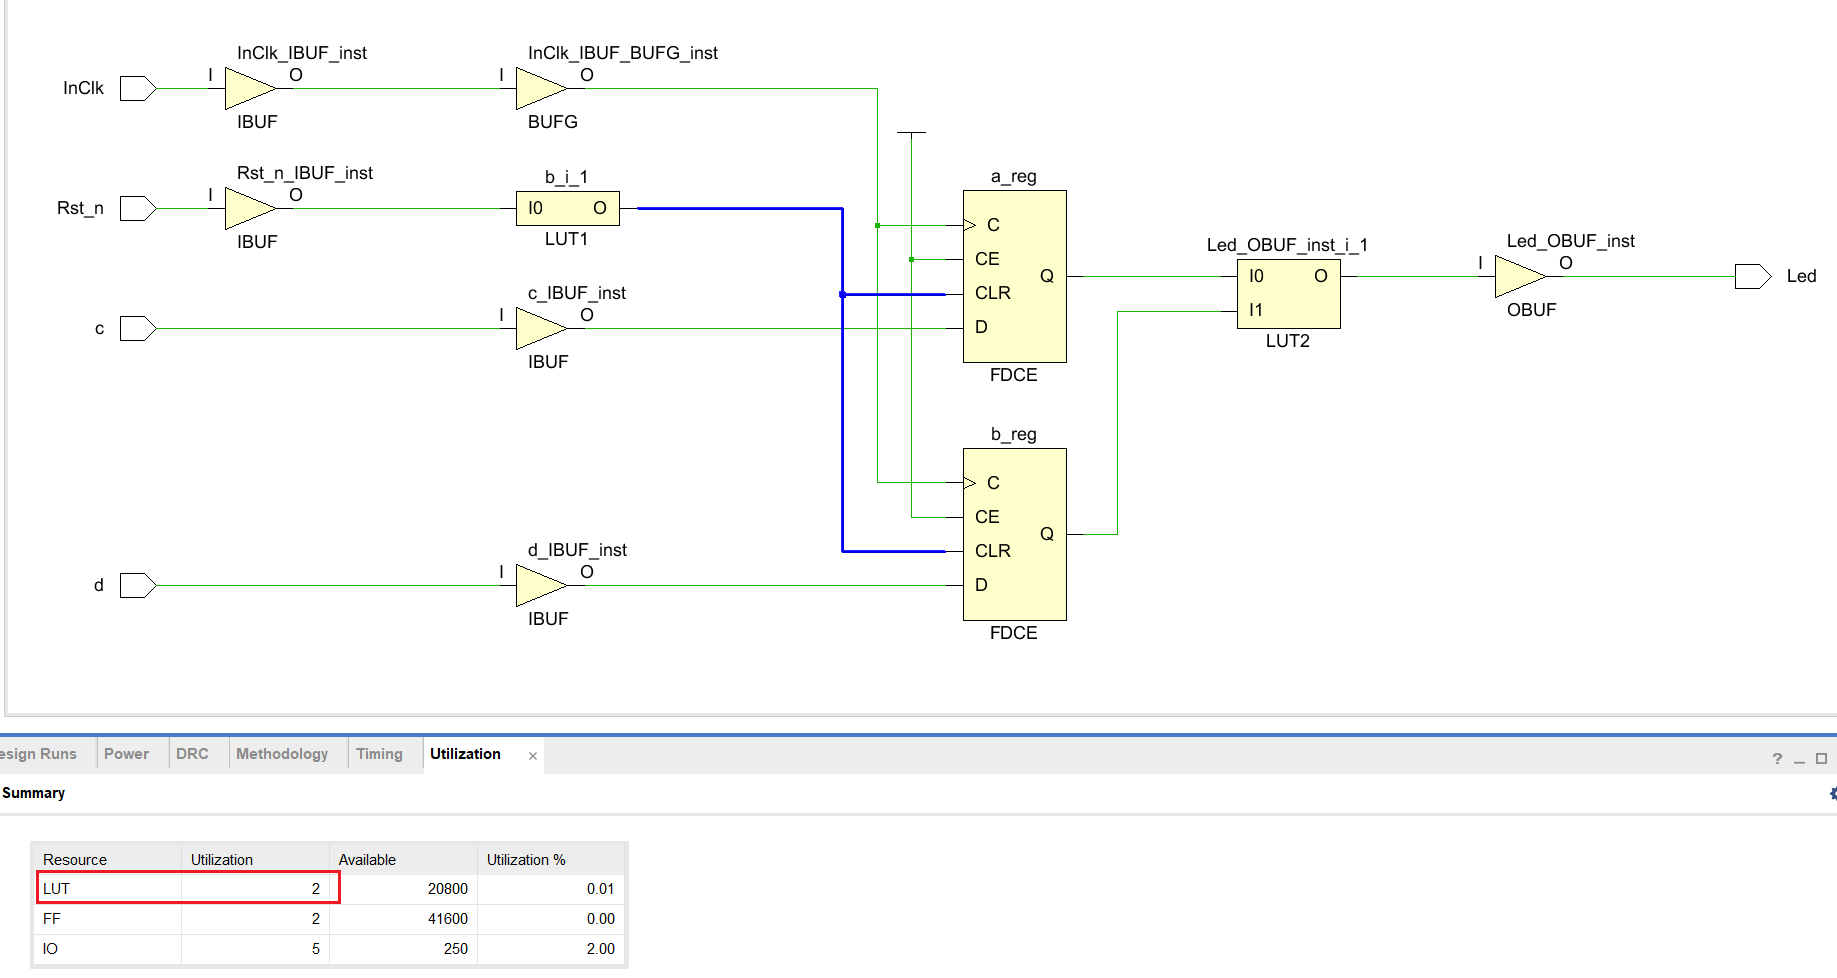 InClk_IBUF_inst
InClk_IBUF_BUFG_inst
InClk
I
O
I
O
IBUF
BUFG
Rst_n_IBUF_inst
b_i_1
Rst_n
I
O
I0
O
IBUF
LUT1
a_reg
C
CE
CLR
D
Q
FDCE
c_IBUF_inst
c
I
O
IBUF
Led_OBUF_inst_i_1
I0
O
I1
LUT2
Led_OBUF_inst
I
O
OBUF
Led
b_reg
C
CE
CLR
D
Q
FDCE
d_IBUF_inst
d
I
O
IBUF
esign Runs Power DRC Methodology Timing Utilization × ?
Summary
Resource Utilization Available Utilization %
LUT 2 20800 0.01
FF 2 41600 0.00
IO 5 250 2.00